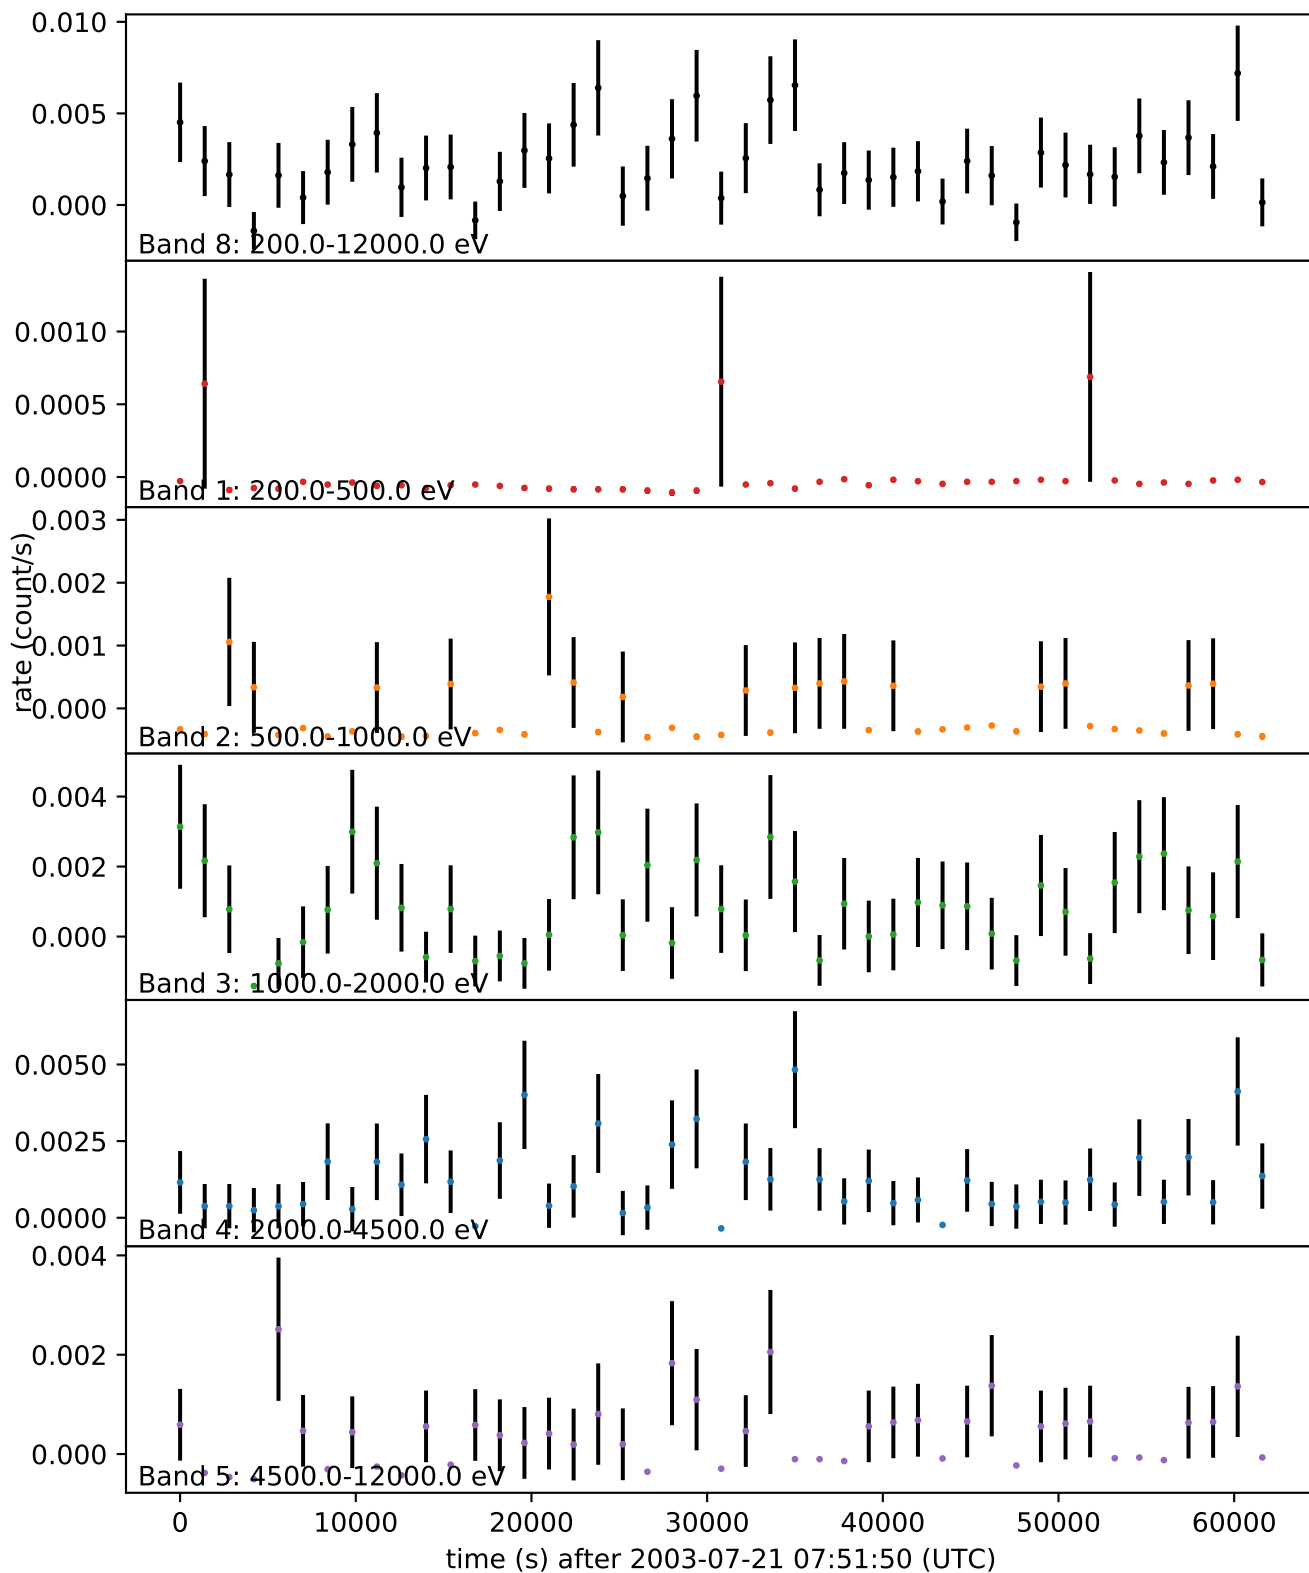 0.010
0.005
0.000
Band 8: 200.0-12000.0 eV
0.0010
0.0005
0.0000
Band 1: 200.0-500.0 eV
rate (count/s)
0.003
0.002
0.001
0.000
Band 2: 500.0-1000.0 eV
0.004
0.002
0.000
Band 3: 1000.0-2000.0 eV
0.0050
0.0025
0.0000
Band 4: 2000.0-4500.0 eV
0.004
0.002
0.000
Band 5: 4500.0-12000.0 eV
0 10000 20000 30000 40000 50000 60000
time (s) after 2003-07-21 07:51:50 (UTC)